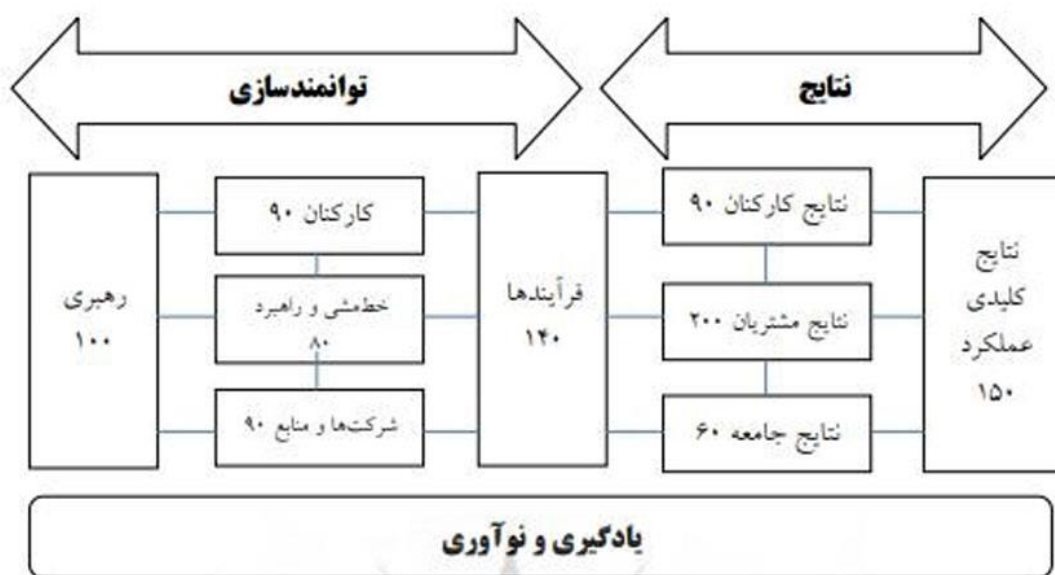 توانمندسازی
نتایج
رهبری
۱۰۰
کارکنان ۹۰
خط‌مشی و راهبرد
۸۰
شرکت‌ها و منابع ۹۰
فرآیندها
۱۴۰
نتایج کارکنان ۹۰
نتایج مشتریان ۲۰۰
نتایج جامعه ۶۰
نتایج
کلیدی
عملکرد
۱۵۰
یادگیری و نوآوری